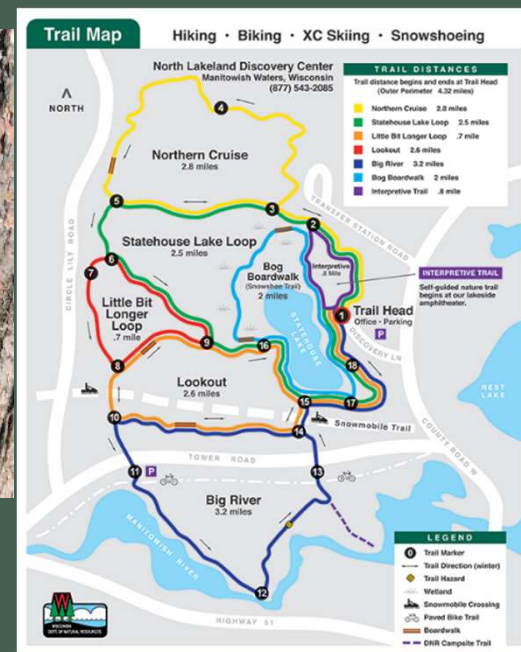 Trail Map
Hiking · Biking · XC Skiing · Snowshoeing
North Lakeland Discovery Center
Manitowish Waters, Wisconsin
(877) 543-2085
NORTH
TRAIL DISTANCES
Trail distance begins and ends at Trail Head
(Outer Perimeter 4.32 miles)
Northern Cruise 2.8 miles
Statehouse Lake Loop 2.5 miles
Little Bit Longer Loop .7 mile
Lookout 2.6 miles
Big River 3.2 miles
Bog Boardwalk 2 miles
Interpretive Trail .8 mile
4
Northern Cruise
2.8 miles
5
3
2
TRANSFER STATION ROAD
CIRCLE LILY ROAD
Statehouse Lake Loop
2.5 miles
6
7
Bog
Boardwalk
(Snowshoe Trail)
2 miles
Interpretive
.8 Mile
INTERPRETIVE TRAIL
Self-guided nature trail
begins at our lakeside
amphitheater.
Little Bit
Longer
Loop
.7 mile
STATEHOUSE
LAKE
1
Trail Head
Office - Parking
P
DISCOVERY LN
9
16
8
18
Lookout
2.6 miles
REST
LAKE
15
17
10
Snowmobile Trail
14
COUNTY ROAD W
TOWER ROAD
11
P
13
Big River
3.2 miles
MANITOWISH
RIVER
12
HIGHWAY 51
WISCONSIN
DEPT. OF NATURAL RESOURCES
LEGEND
0 Trail Marker
Trail Direction (winter)
Trail Hazard
Wetland
Snowmobile Crossing
Paved Bike Trail
Boardwalk
DNR Campsite Trail